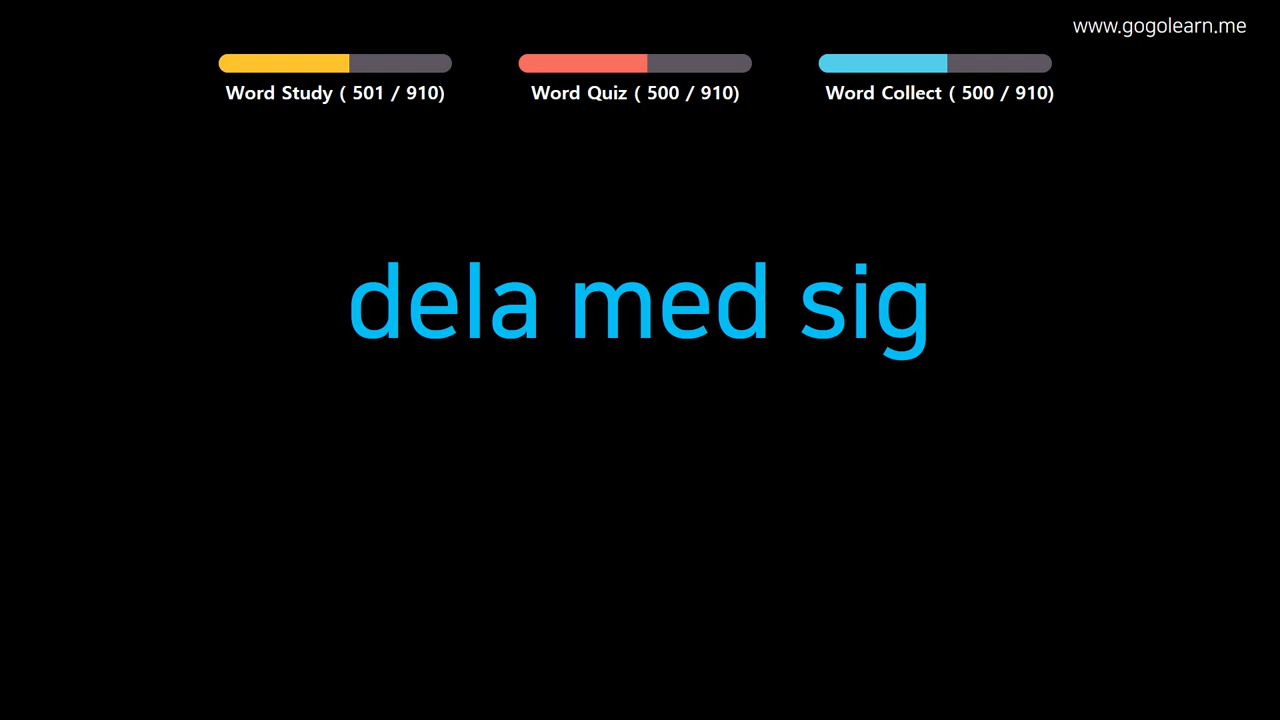 www.gogolearn.me
Word Study ( 501 / 910)
Word Quiz ( 500 / 910)
Word Collect ( 500 / 910)
dela med sig